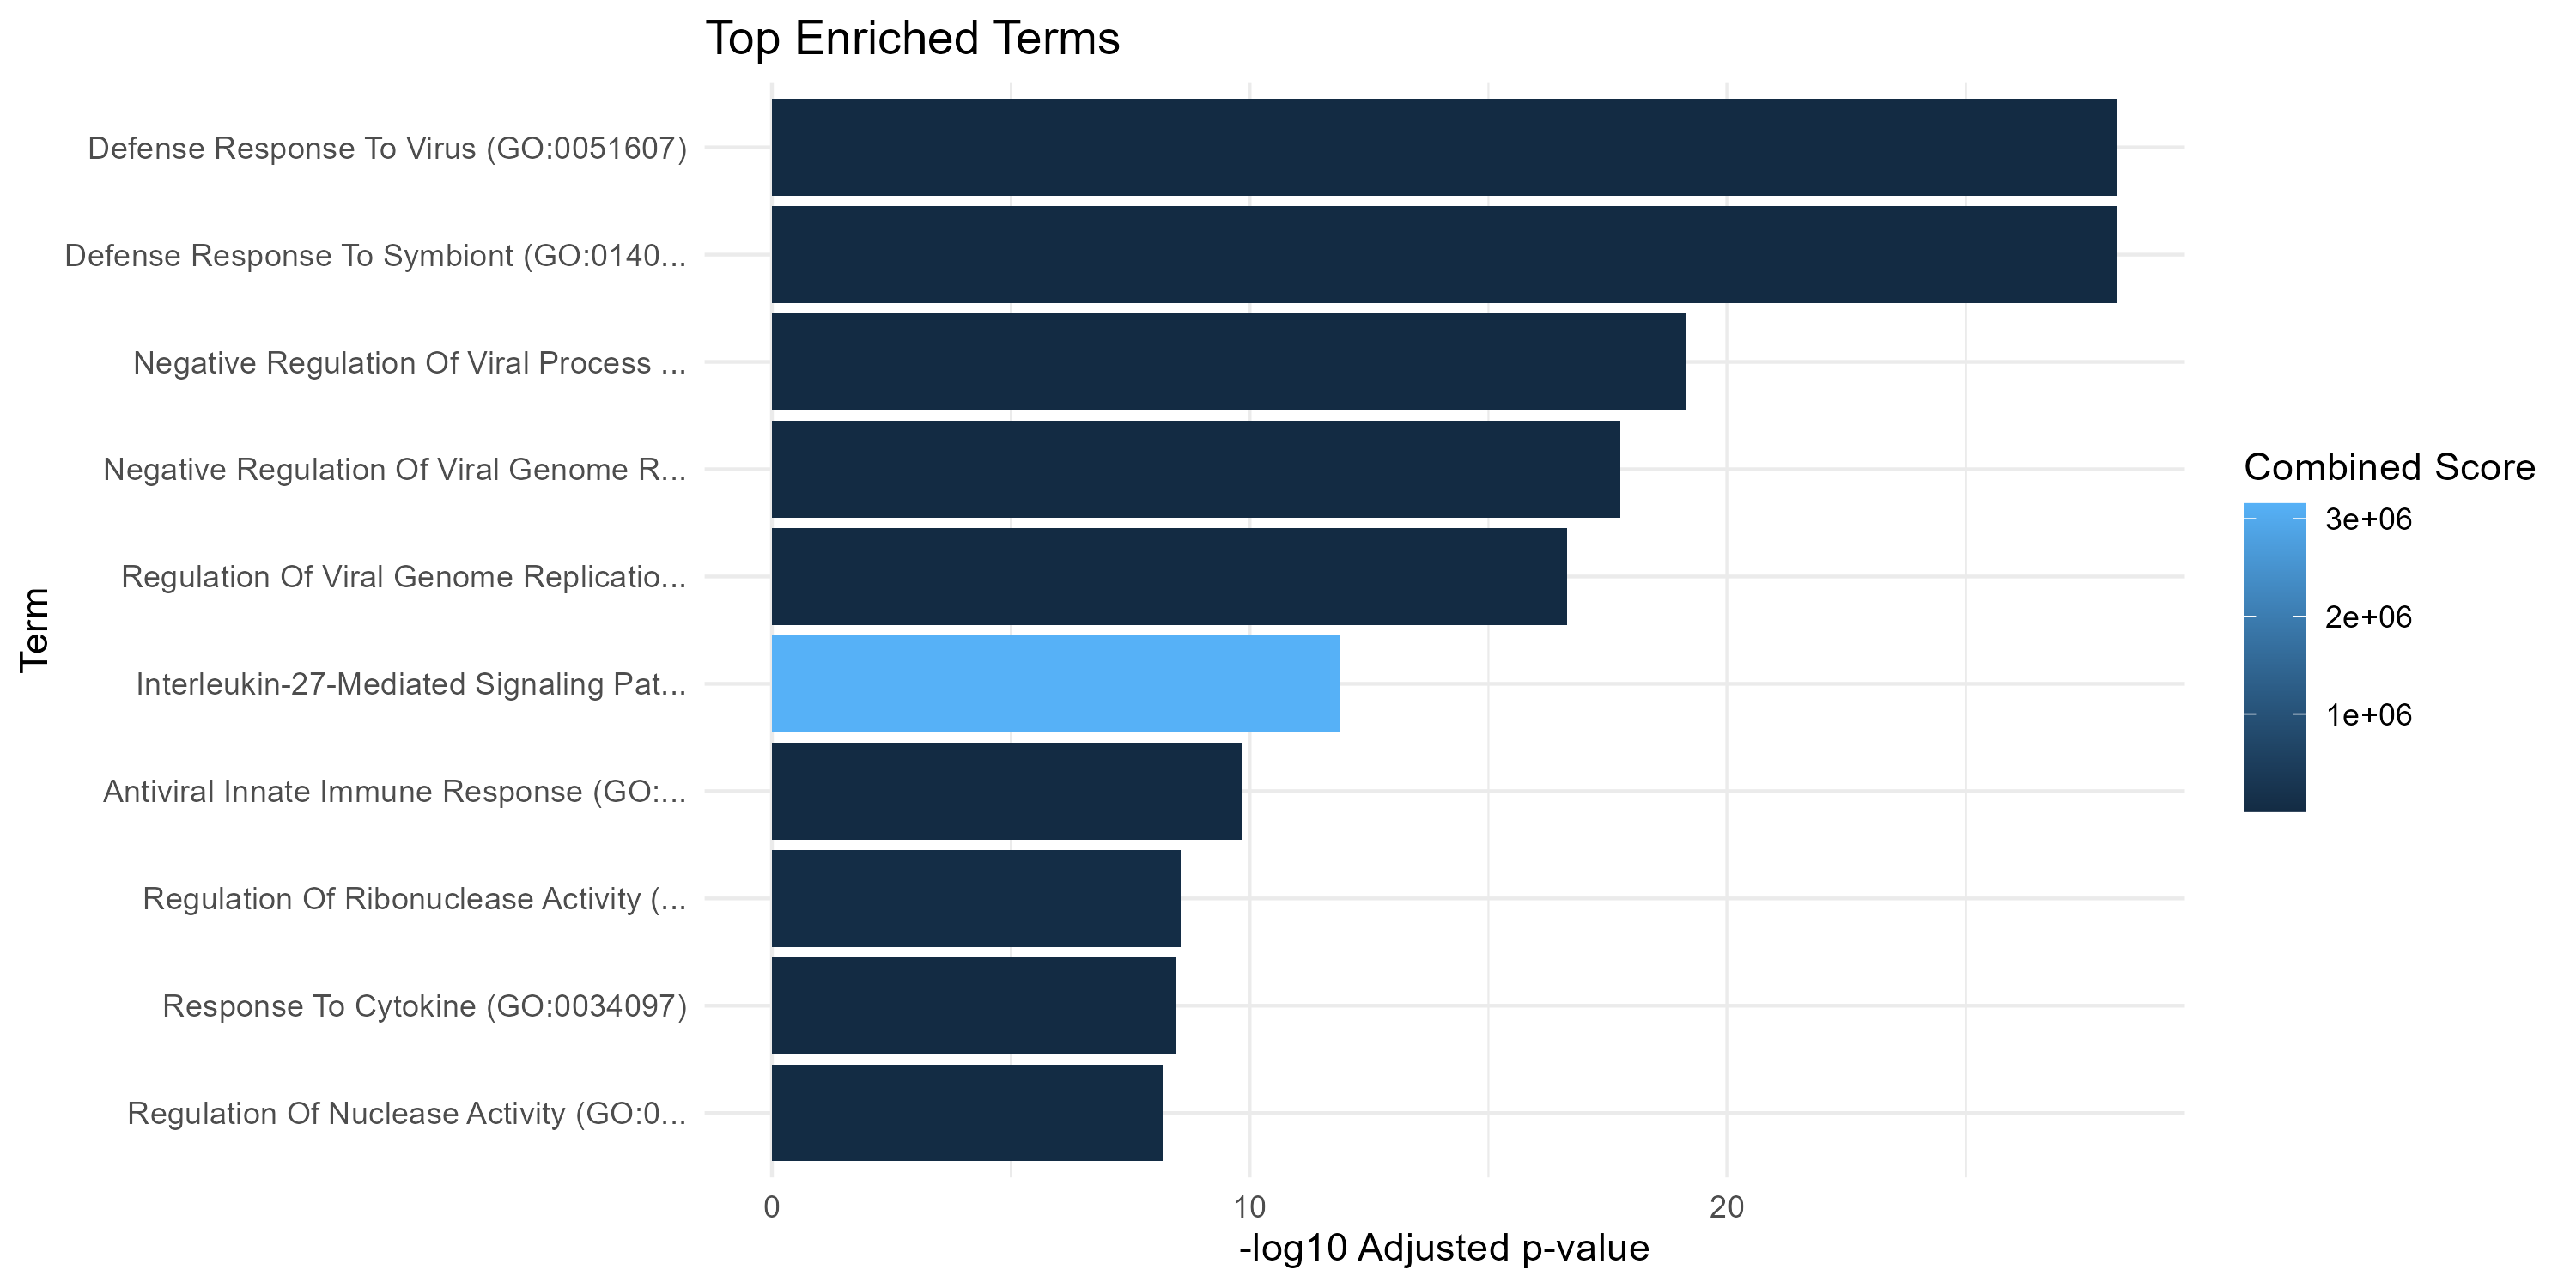 Top Enriched Terms
Term
Defense Response To Virus (GO:0051607)
Defense Response To Symbiont (GO:0140...
Negative Regulation Of Viral Process ...
Negative Regulation Of Viral Genome R...
Regulation Of Viral Genome Replicatio...
Interleukin-27-Mediated Signaling Pat...
Antiviral Innate Immune Response (GO:...
Regulation Of Ribonuclease Activity (...
Response To Cytokine (GO:0034097)
Regulation Of Nuclease Activity (GO:0...
0 10 20
-log10 Adjusted p-value
Combined Score
3e+06
2e+06
1e+06